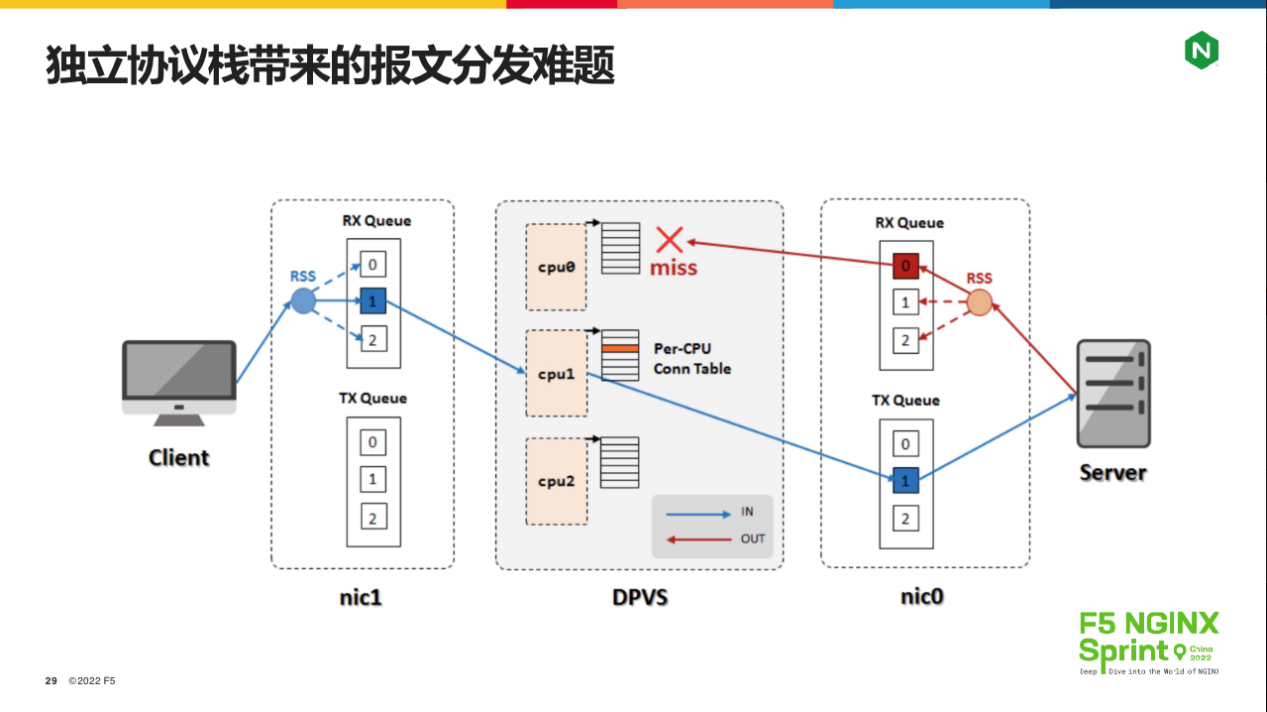 独立协议栈带来的报文分发难题
RX Queue
RSS
0
1
2
TX Queue
0
1
2
Client
nic1
cpu0
miss
cpu1
Per-CPU
Conn Table
cpu2
IN
OUT
DPVS
RX Queue
0
1
2
RSS
TX Queue
0
1
2
nic0
Server
F5 NGINX
Sprint China
2022
Deep Dive into the World of NGINX
29 ©2022 F5
N